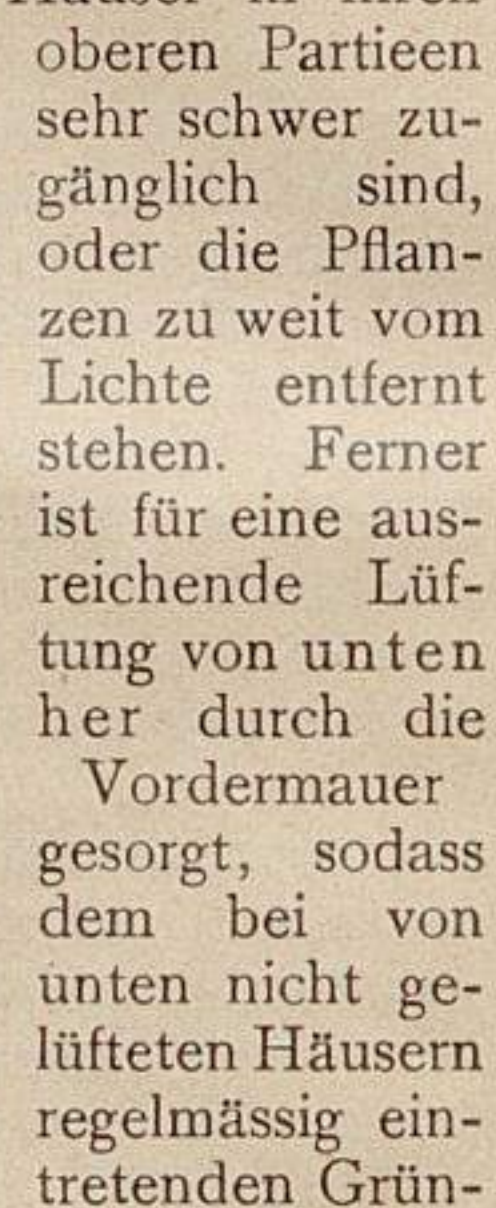 oberen Partieen
sehr schwer zu-
gänglich sind,
oder die Pflan-
zen zu weit vom
Lichte entfernt
stehen. Ferner
ist für eine aus-
reichende Lüf-
tung von unten
her durch die
Vordermauer
gesorgt, sodass
dem bei von
unten nicht ge-
lüfteten Häusern
regelmässig ein-
tretenden Grün-